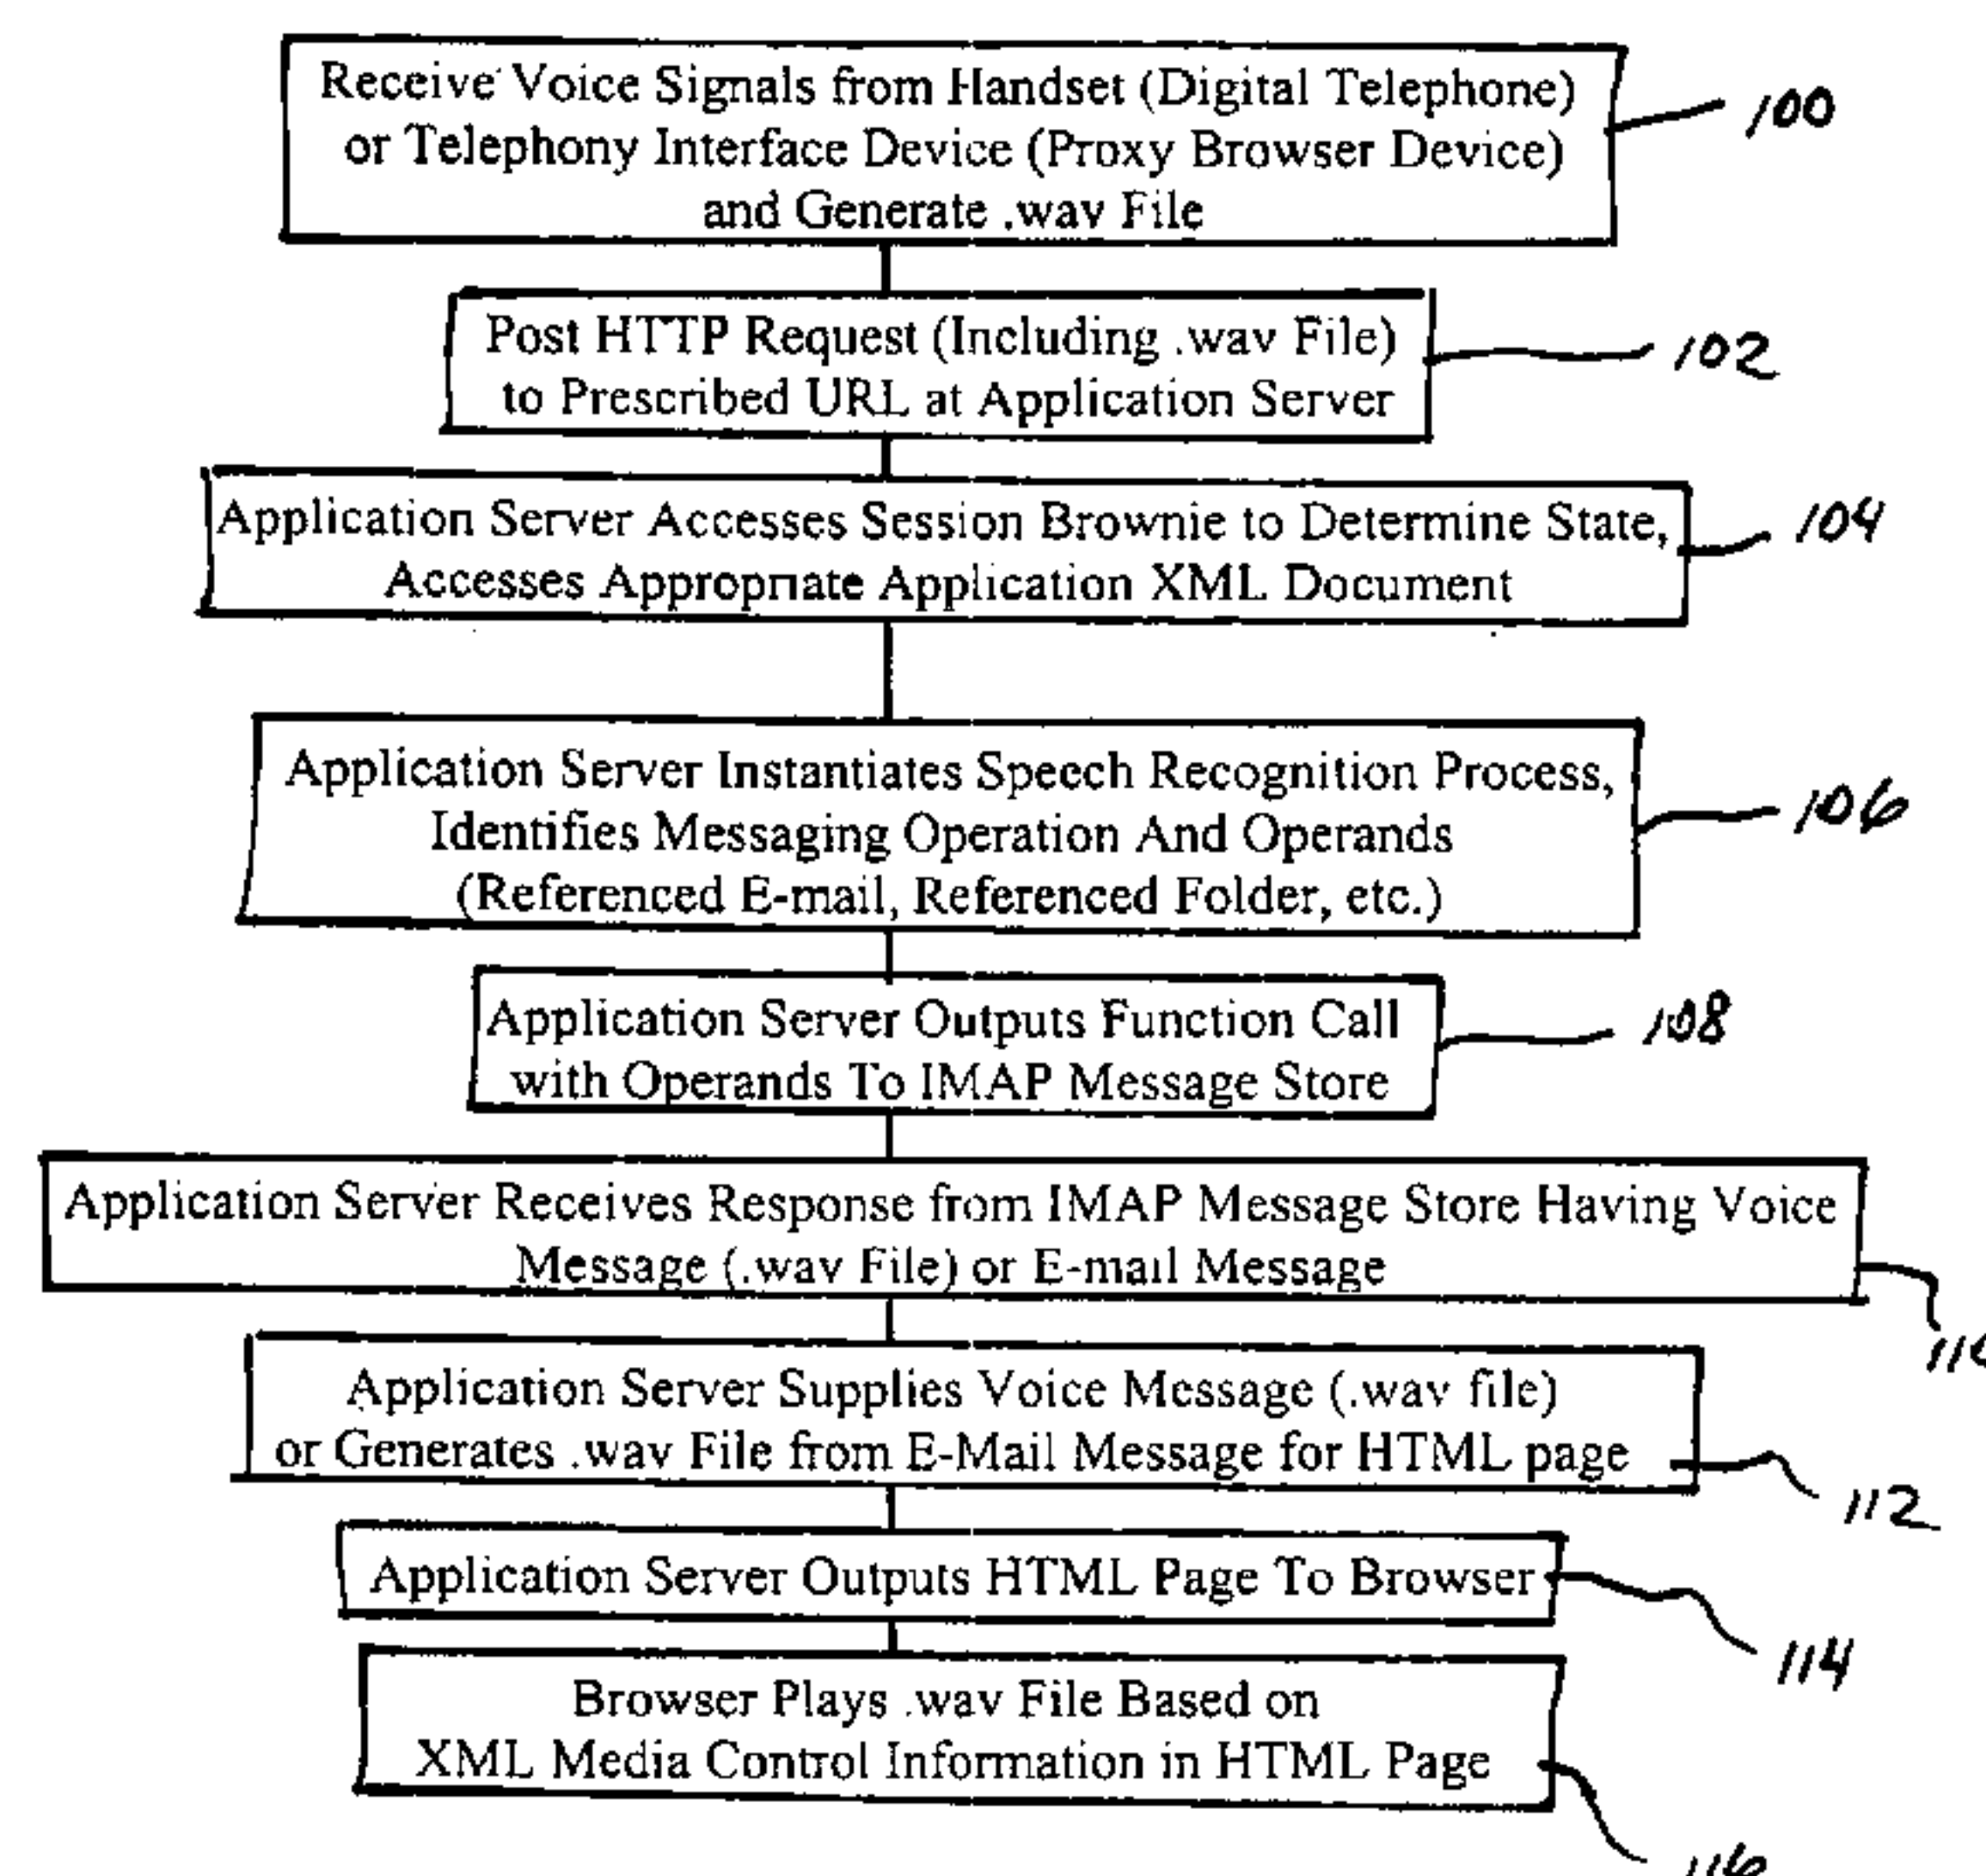 Receive Voice Signals from Handset (Digital Telephone)
or Telephony Interface Device (Proxy Browser Device)
and Generate .wav File
100
Post HTTP Request (Including .wav File)
to Prescribed URL at Application Server
102
Application Server Accesses Session Brownie to Determine State,
Accesses Appropriate Application XML Document
104
Application Server Instantiates Speech Recognition Process,
Identifies Messaging Operation And Operands
(Referenced E-mail, Referenced Folder, etc.)
106
Application Server Outputs Function Call
with Operands To IMAP Message Store
108
Application Server Receives Response from IMAP Message Store Having Voice
Message (.wav File) or E-mail Message
110
Application Server Supplies Voice Message (.wav file)
or Generates .wav File from E-Mail Message for HTML page
112
Application Server Outputs HTML Page To Browser
114
Browser Plays .wav File Based on
XML Media Control Information in HTML Page
116